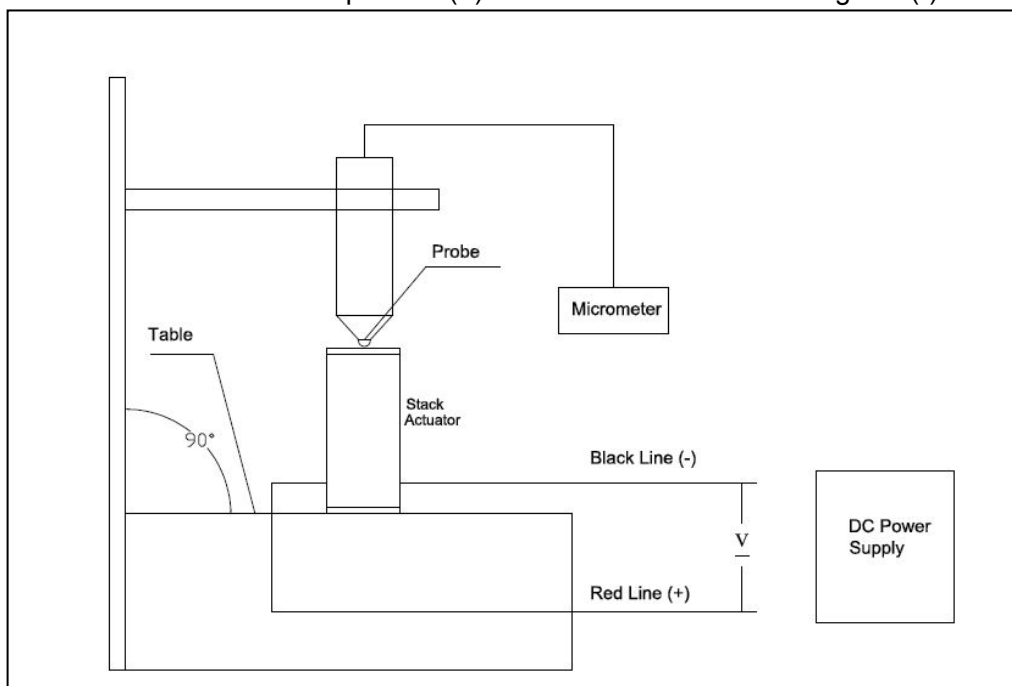 Probe
Micrometer
Table
Stack
Actuator
90°
Black Line (-)
DC Power
Supply
V
Red Line (+)